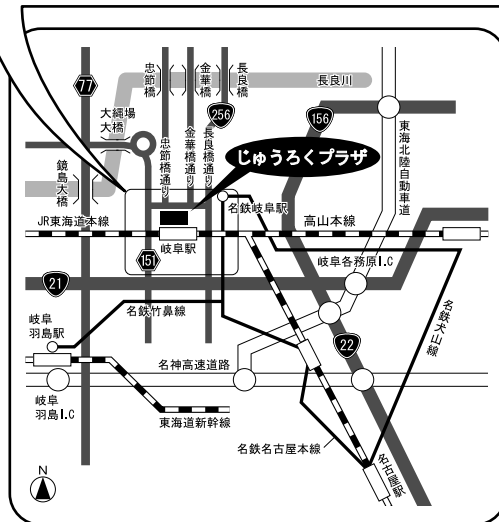 忠節橋
金華橋
長良橋
77
256
156
長良川
大縄場
大橋
忠節橋通り
金華橋通り
長良橋通り
東海北陸自動車道
鏡島大橋
じゅうろくプラザ
名鉄岐阜駅
JR東海道本線
岐阜駅
高山本線
151
岐阜各務原I.C
21
名鉄竹鼻線
岐阜
羽島駅
22
名鉄犬山線
名神高速道路
岐阜
羽島I.C
東海道新幹線
名鉄名古屋本線
名古屋駅
N